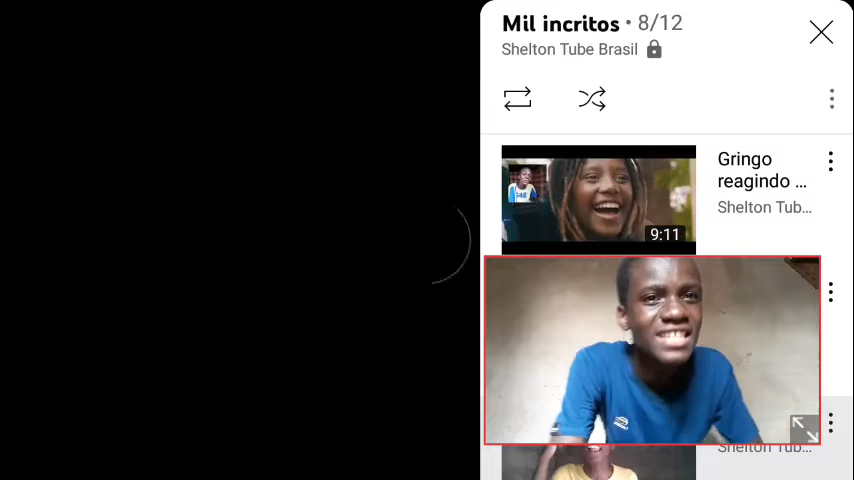 Mil incritos • 8/12
Shelton Tube Brasil
Gringo
reagindo ...
Shelton Tub...
9:11
Shelton Tub...